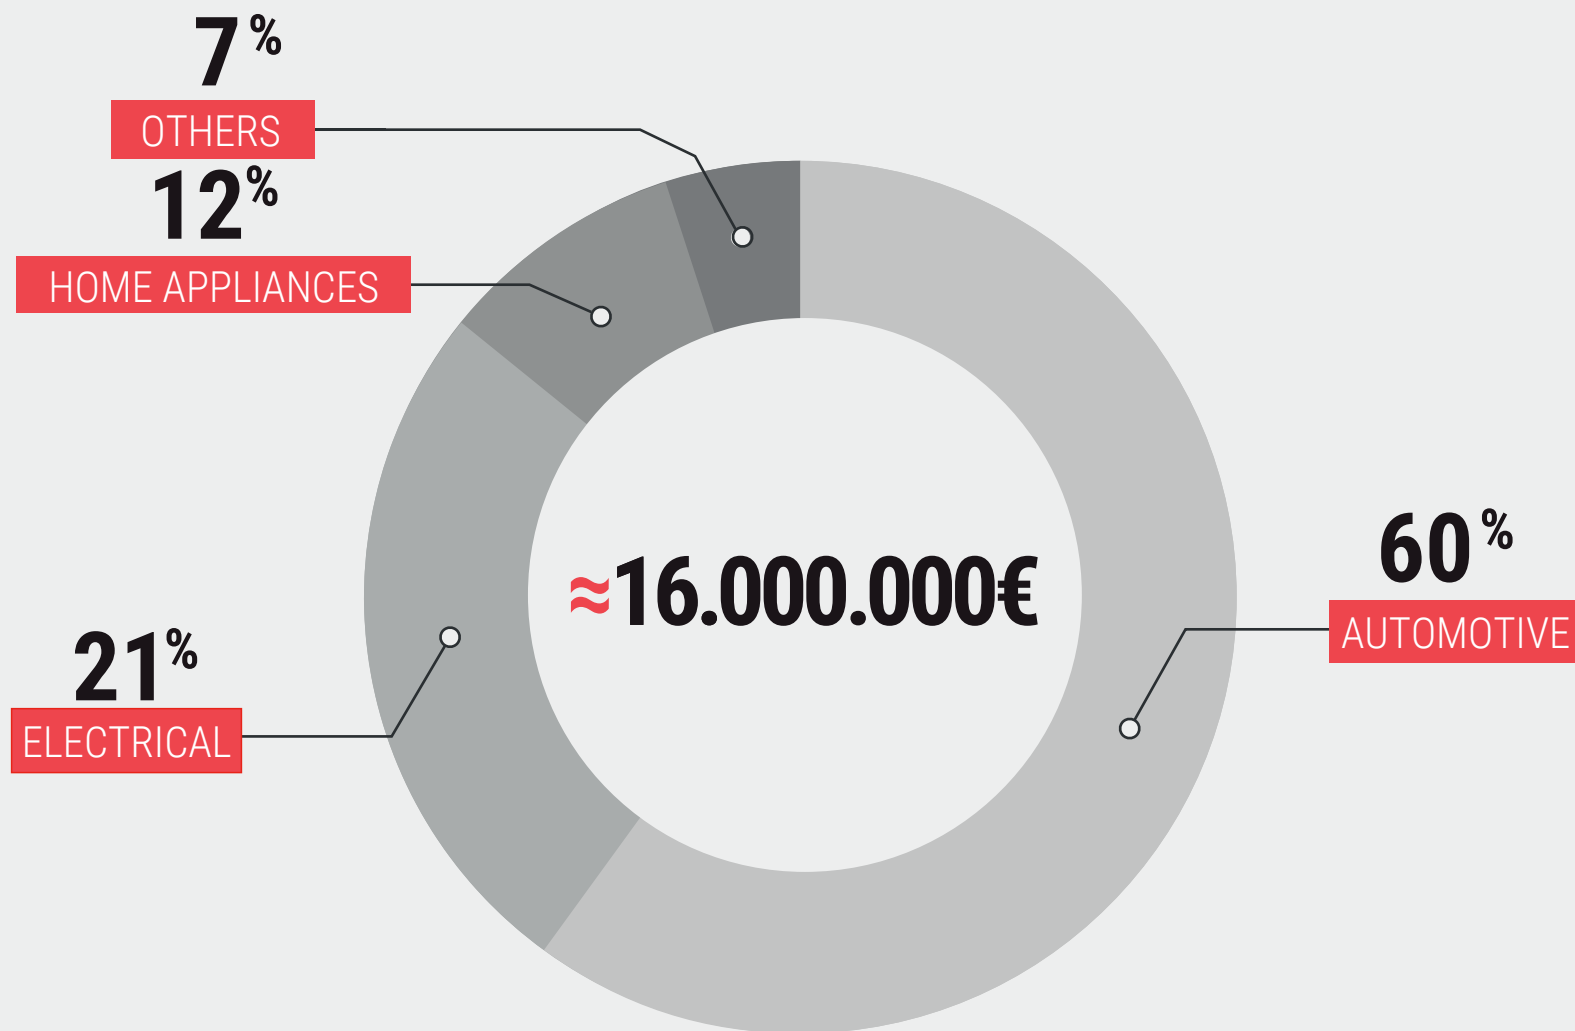 7%
OTHERS
12%
HOME APPLIANCES
≈16.000.000€
60%
AUTOMOTIVE
21%
ELECTRICAL